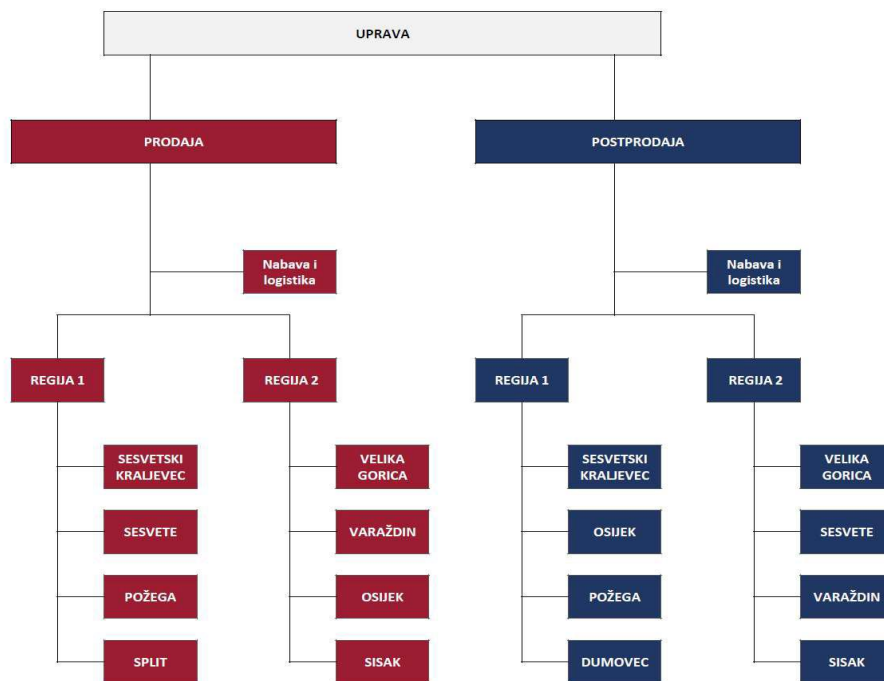 UPRAVA
PRODAJA
POSTPRODAJA
Nabava i
logistika
Nabava i
logistika
REGIJA 1
REGIJA 2
REGIJA 1
REGIJA 2
SESVETSKI
KRALJEVEC
VELIKA
GORICA
SESVETSKI
KRALJEVEC
VELIKA
GORICA
SESVETE
VARAŽDIN
OSIJEK
SESVETE
POŽEGA
OSIJEK
POŽEGA
VARAŽDIN
SPLIT
SISAK
DUMOVEC
SISAK